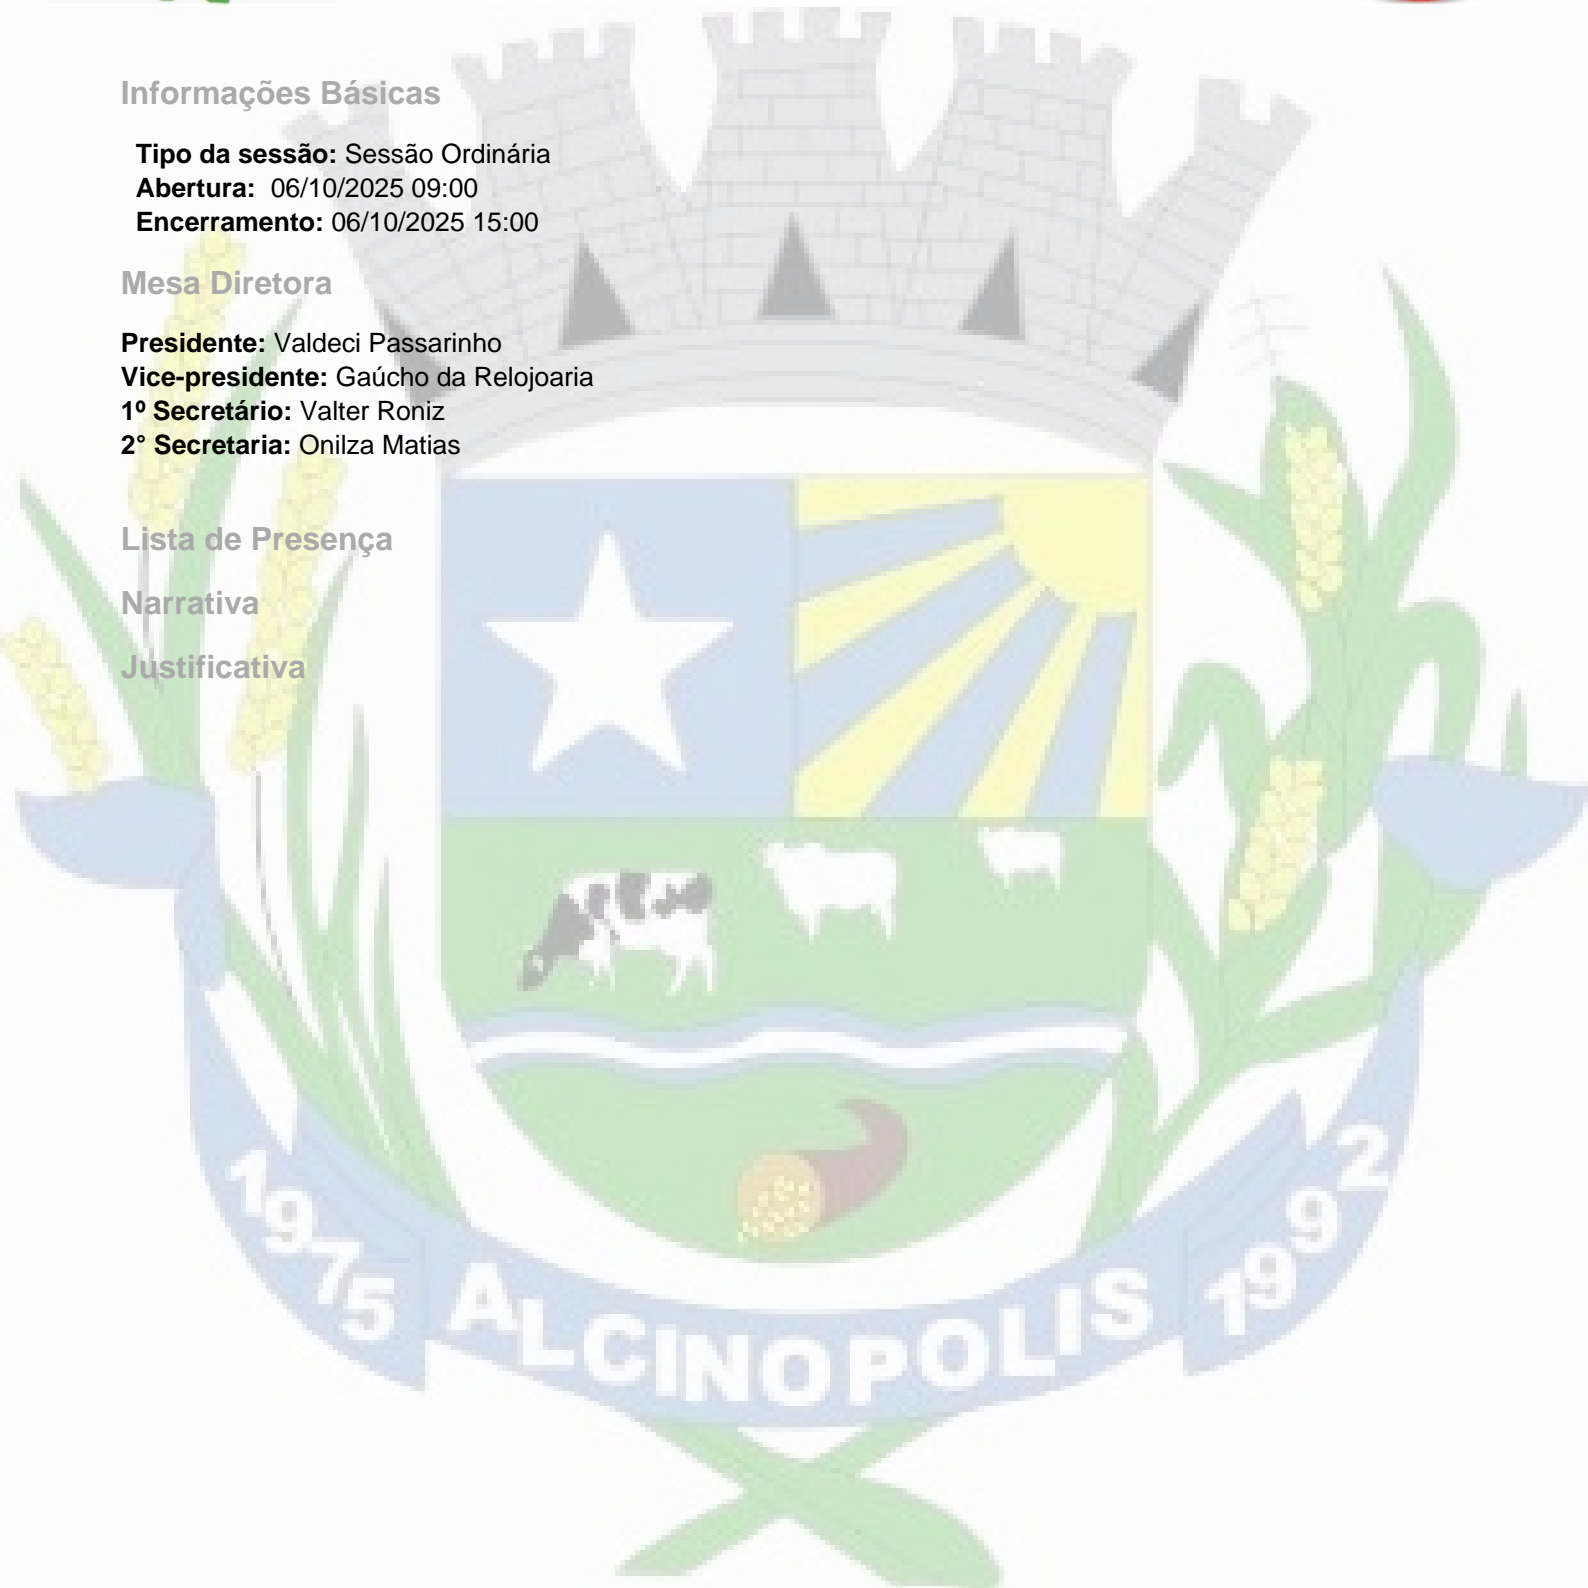 Informações Básicas
Tipo da sessão: Sessão Ordinária
Abertura: 06/10/2025 09:00
Encerramento: 06/10/2025 15:00
Mesa Diretora
Presidente: Valdeci Passarinho
Vice-presidente: Gaúcho da Relojoaria
1º Secretário: Valter Roniz
2° Secretaria: Onilza Matias
Lista de Presença
Narrativa
Justificativa
1975 ALCINOPOLIS 1992